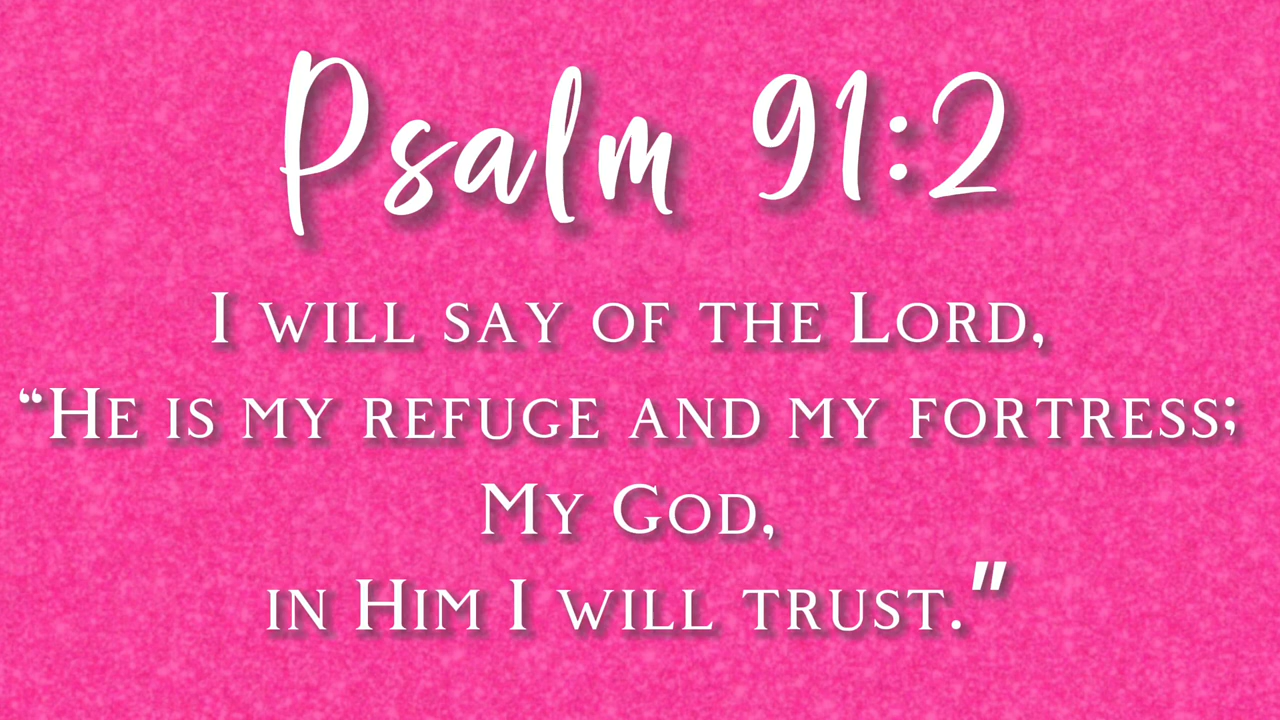 Psalm 91:2
I will say of the Lord,
“He is my refuge and my fortress;
My God,
in Him I will trust."